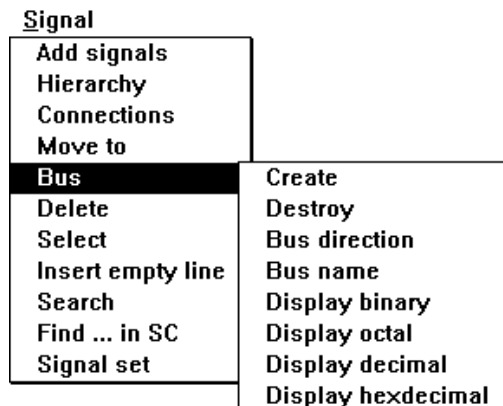 Signal
Add signals
Hierarchy
Connections
Move to
Bus
Delete
Select
Insert empty line
Search
Find ... in SC
Signal set
Create
Destroy
Bus direction
Bus name
Display binary
Display octal
Display decimal
Display hexdecimal